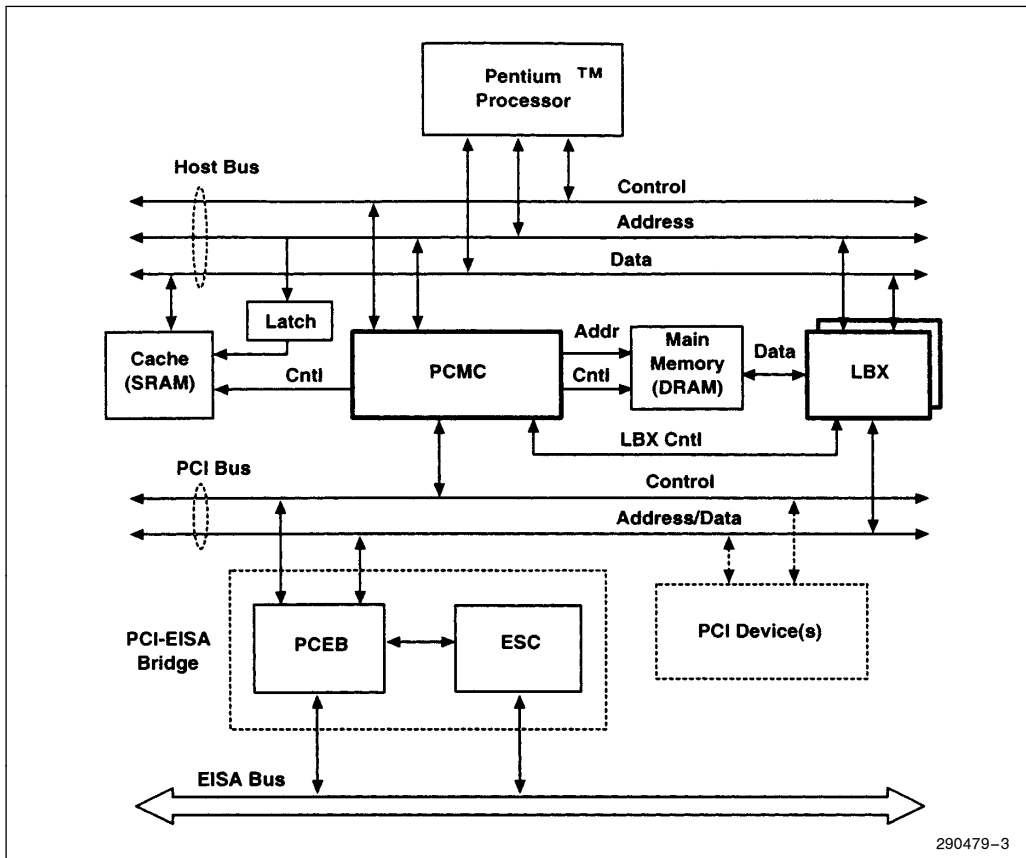 Pentium ™
Processor
Host Bus
Control
Address
Data
Latch
Cache
(SRAM)
Cntl
PCMC
Addr
Cntl
Main
Memory
(DRAM)
Data
LBX
LBX Cntl
PCI Bus
Control
Address/Data
PCI-EISA
Bridge
PCEB
ESC
PCI Device(s)
EISA Bus
290479–3